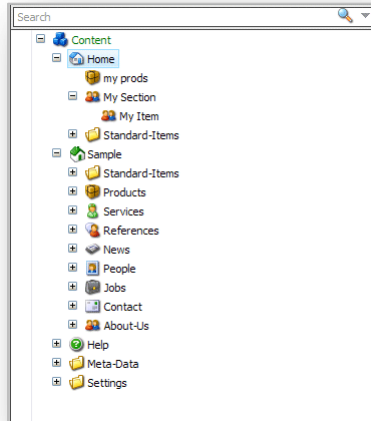 Search
Content
Home
my prods
My Section
My Item
Standard-Items
Sample
Standard-Items
Products
Services
References
News
People
Jobs
Contact
About-Us
Help
Meta-Data
Settings